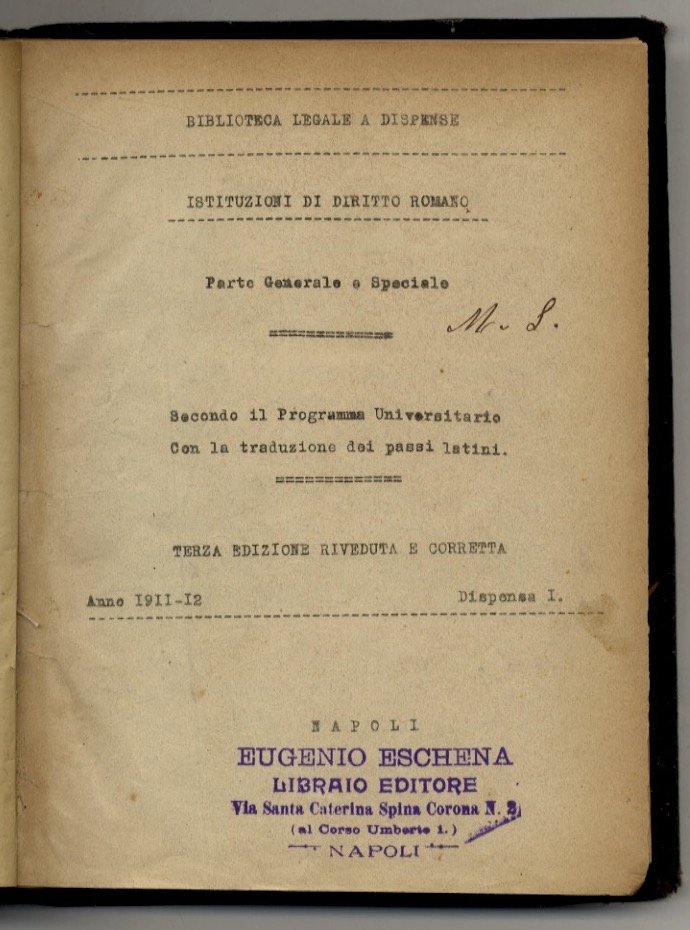 BIBLIOTECA LEGALE A DISPENSE
ISTITUZIONI DI DIRITTO ROMANO
Parte Generale e Speciale
M. S.
Secondo il Programma Universitario
Con la traduzione dei passi latini.
TERZA EDIZIONE RIVEDUTA E CORRETTA
Anno 1911-12 Dispensa I.
NAPOLI
EUGENIO ESCHENA
LIBRAIO EDITORE
Via Santa Caterina Spina Corona N. 2
(al Corso Umberto 1.)
NAPOLI